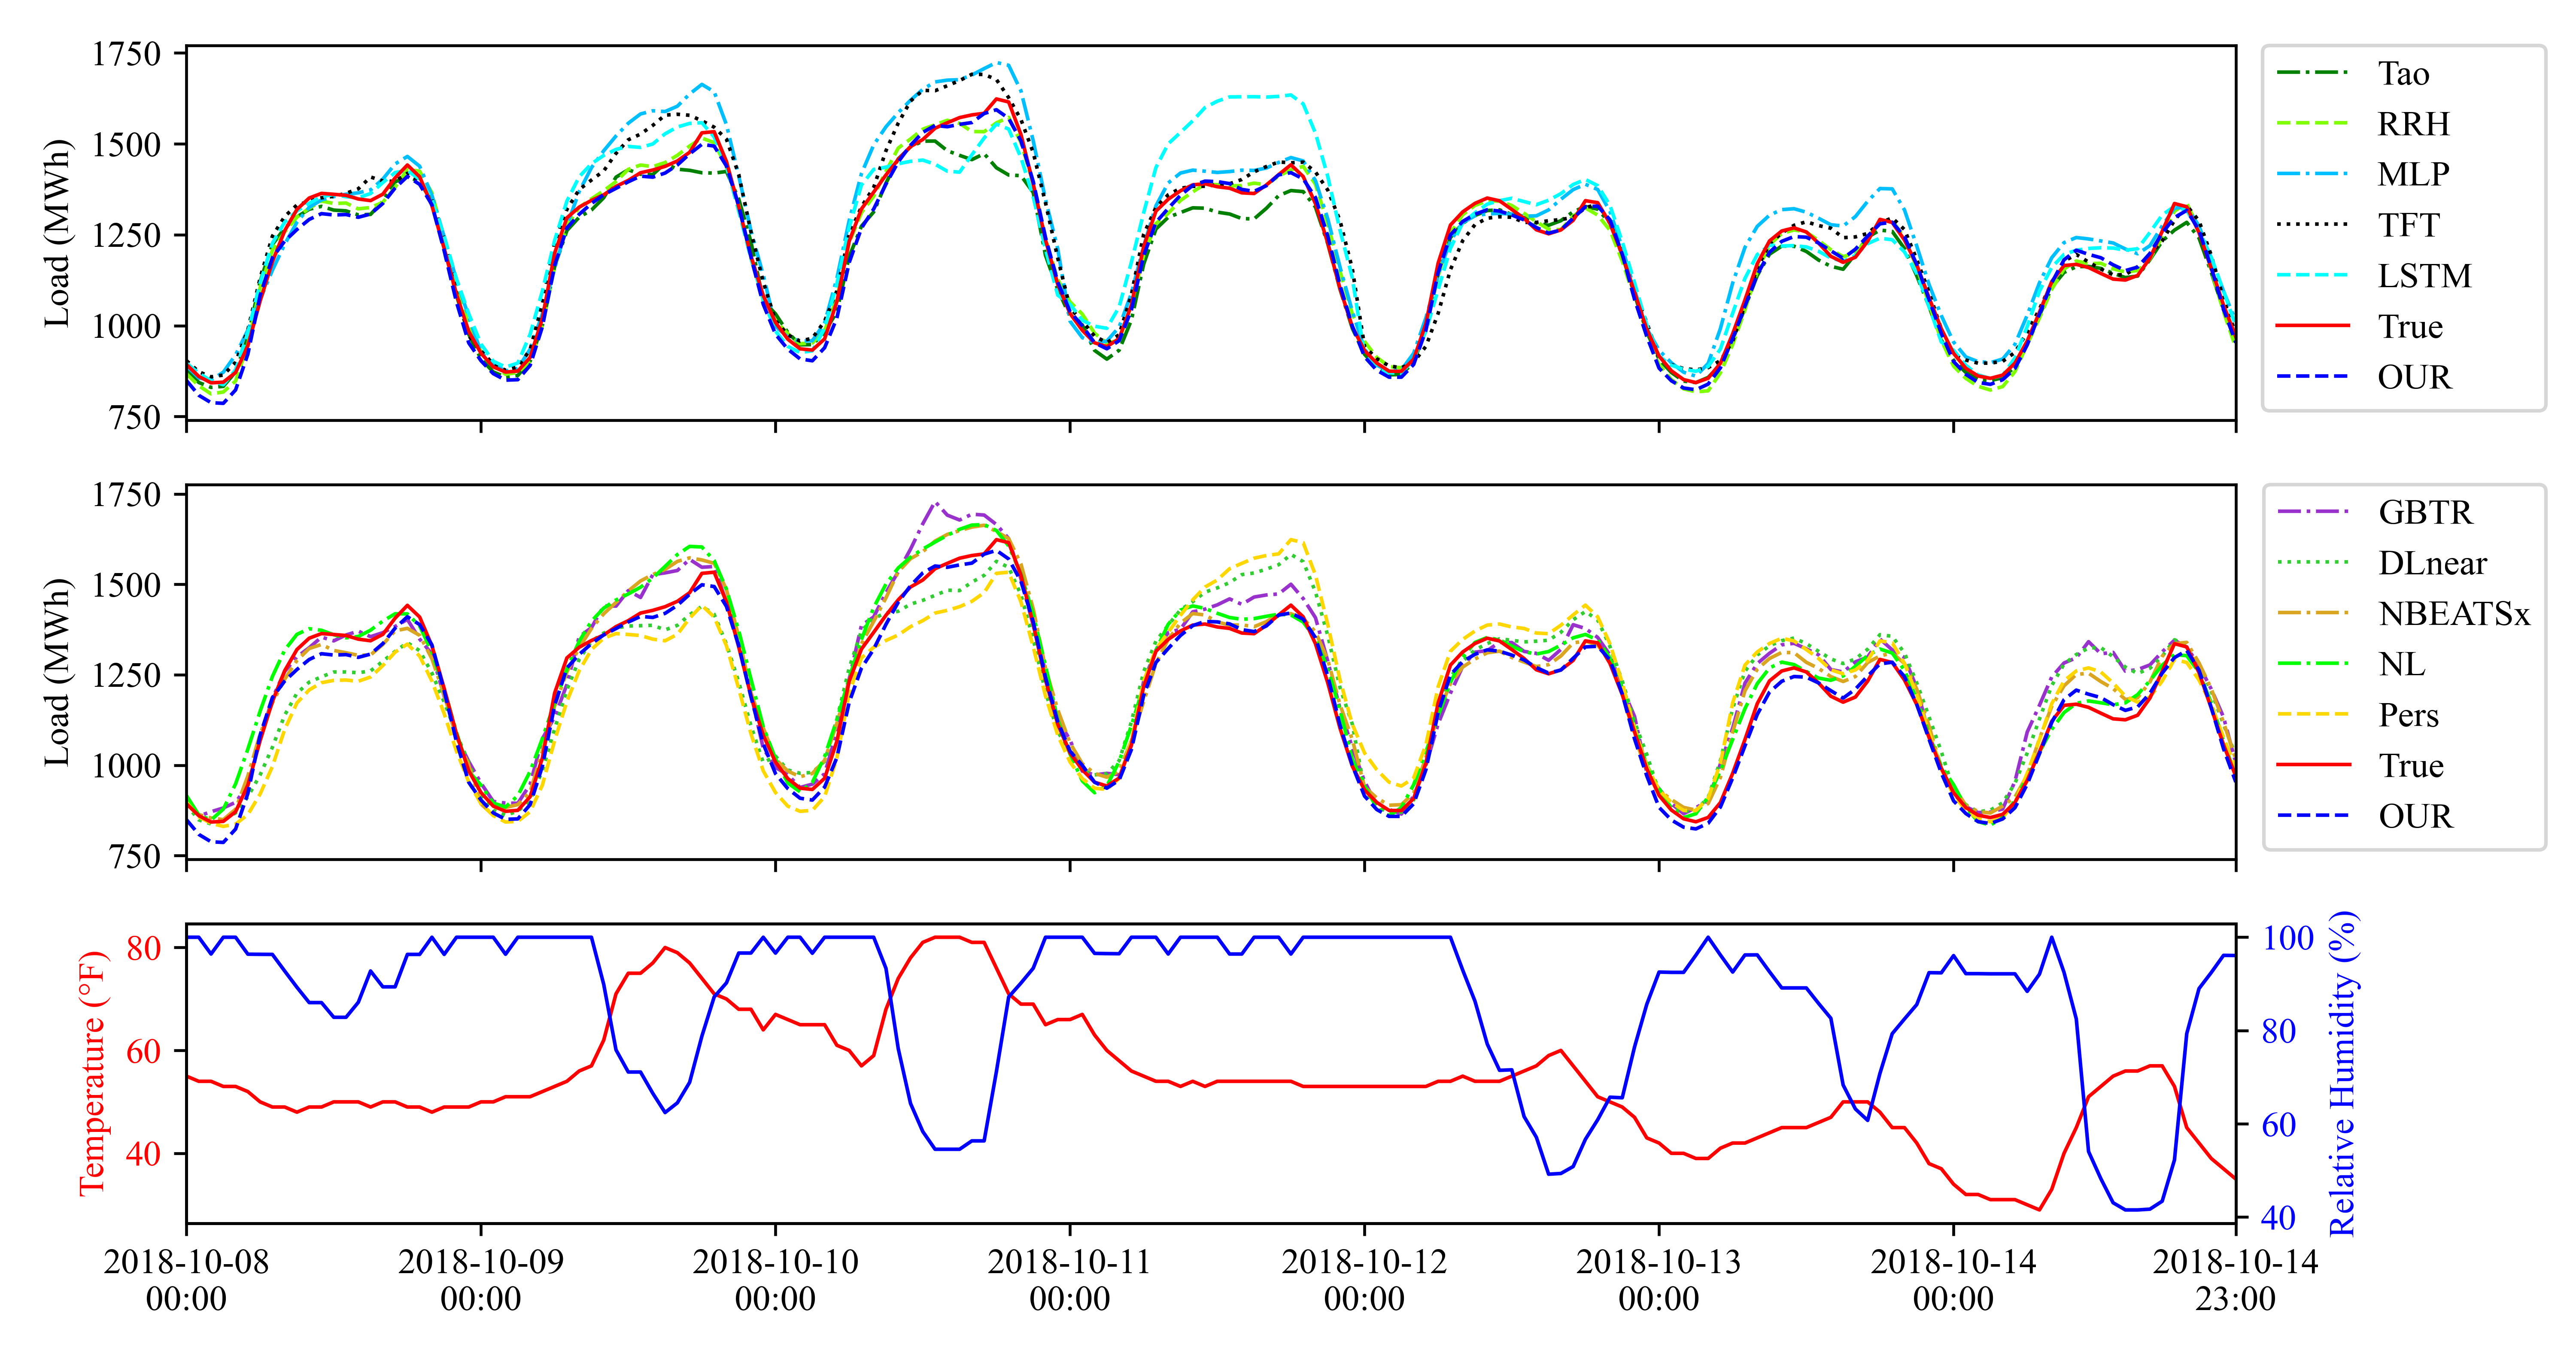 1750
1500
1250
1000
750
Load (MWh)
Tao
RRH
MLP
TFT
LSTM
True
OUR
1750
1500
1250
1000
750
Load (MWh)
GBTR
DLnear
NBEATSx
NL
Pers
True
OUR
80
60
40
Temperature (°F)
100
80
60
40
Relative Humidity (%)
2018-10-08 2018-10-09 2018-10-10 2018-10-11 2018-10-12 2018-10-13 2018-10-14 2018-10-14
00:00 00:00 00:00 00:00 00:00 00:00 00:00 23:00